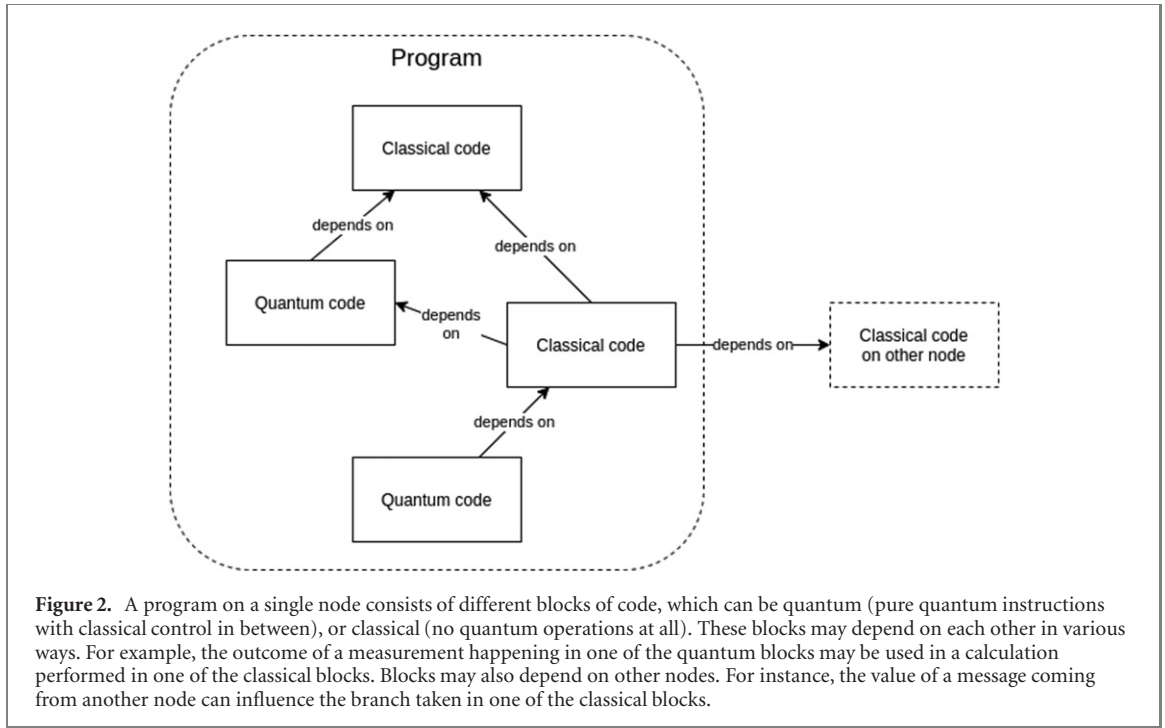 Program
Classical code
depends on
depends on
Quantum code
depends
on
Classical code
depends on
Classical code
on other node
depends on
Quantum code
Figure 2. A program on a single node consists of different blocks of code, which can be quantum (pure quantum instructions
with classical control in between), or classical (no quantum operations at all). These blocks may depend on each other in various
ways. For example, the outcome of a measurement happening in one of the quantum blocks may be used in a calculation
performed in one of the classical blocks. Blocks may also depend on other nodes. For instance, the value of a message coming
from another node can influence the branch taken in one of the classical blocks.